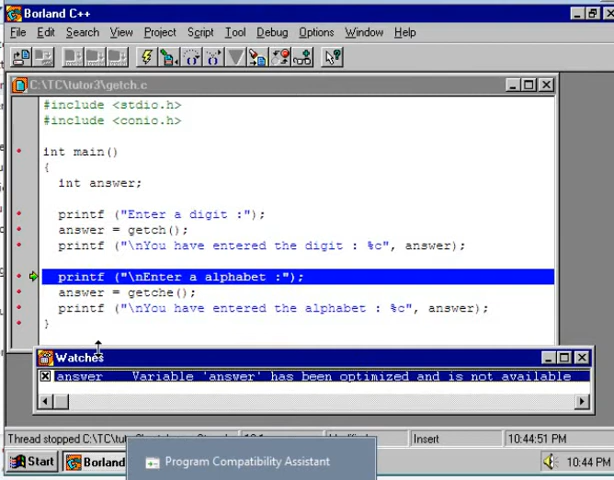 Borland C++
File Edit Search View Project Script Tool Debug Options Window Help
C:\TC\tutor3\getch.c
#include <stdio.h>
#include <conio.h>
int main()
{
int answer;
printf ("Enter a digit :");
answer = getch();
printf ("\nYou have entered the digit : %c", answer);
printf ("\nEnter a alphabet :");
answer = getche();
printf ("\nYou have entered the alphabet : %c", answer);
}
Watches
answer Variable 'answer' has been optimized and is not available
Thread stopped C:\TC\tu Insert 10:44:51 PM
Start Borland Program Compatibility Assistant 10:44 PM